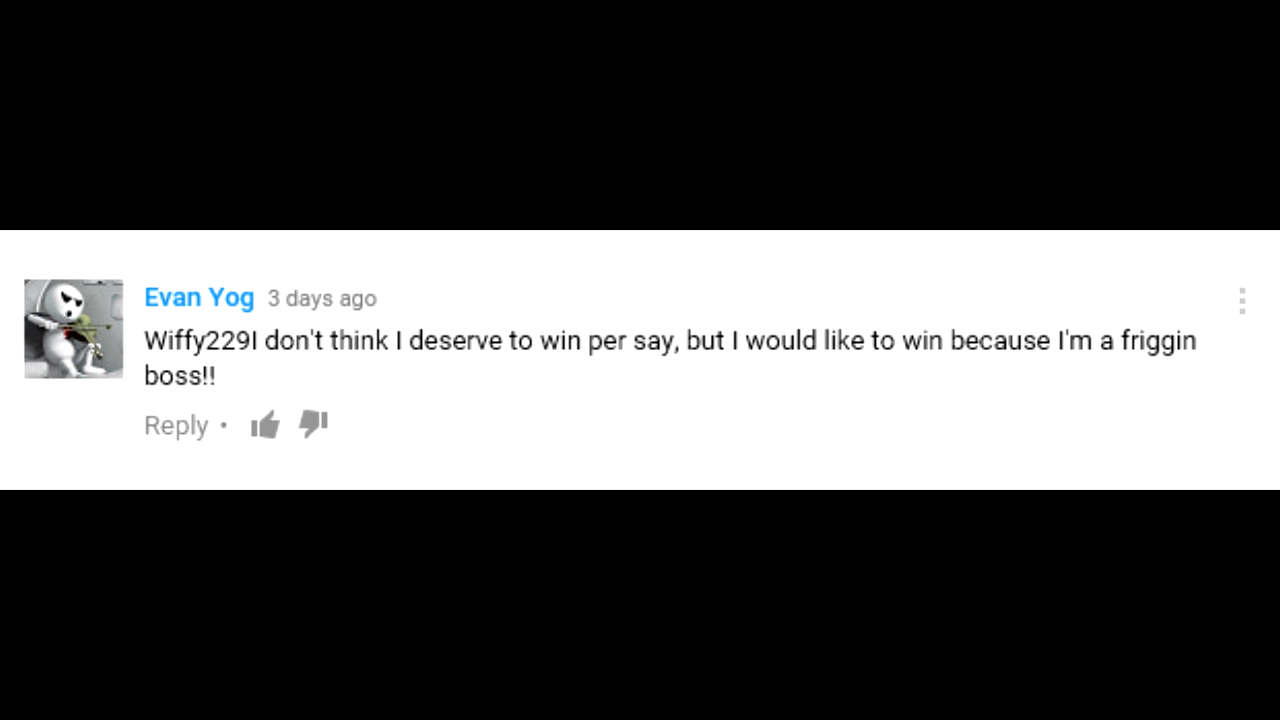 Evan Yog 3 days ago
Wiffy229I don't think I deserve to win per say, but I would like to win because I'm a friggin
boss!!
Reply •